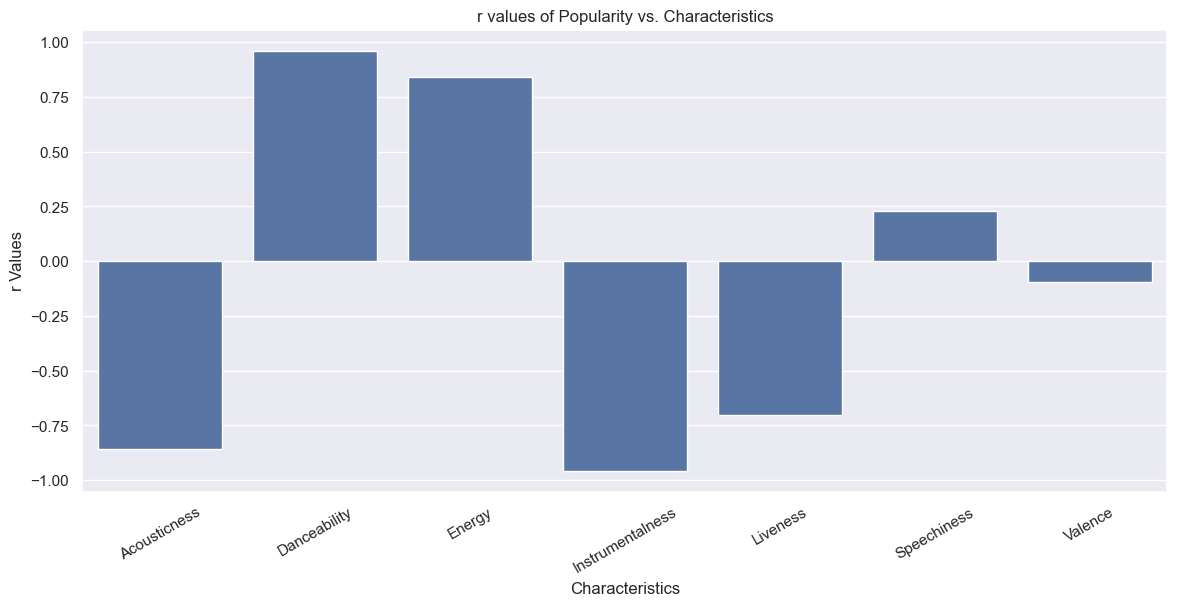 r values of Popularity vs. Characteristics
r Values
1.00
0.75
0.50
0.25
0.00
−0.25
−0.50
−0.75
−1.00
Acousticness
Danceability
Energy
Instrumentalness
Liveness
Speechiness
Valence
Characteristics